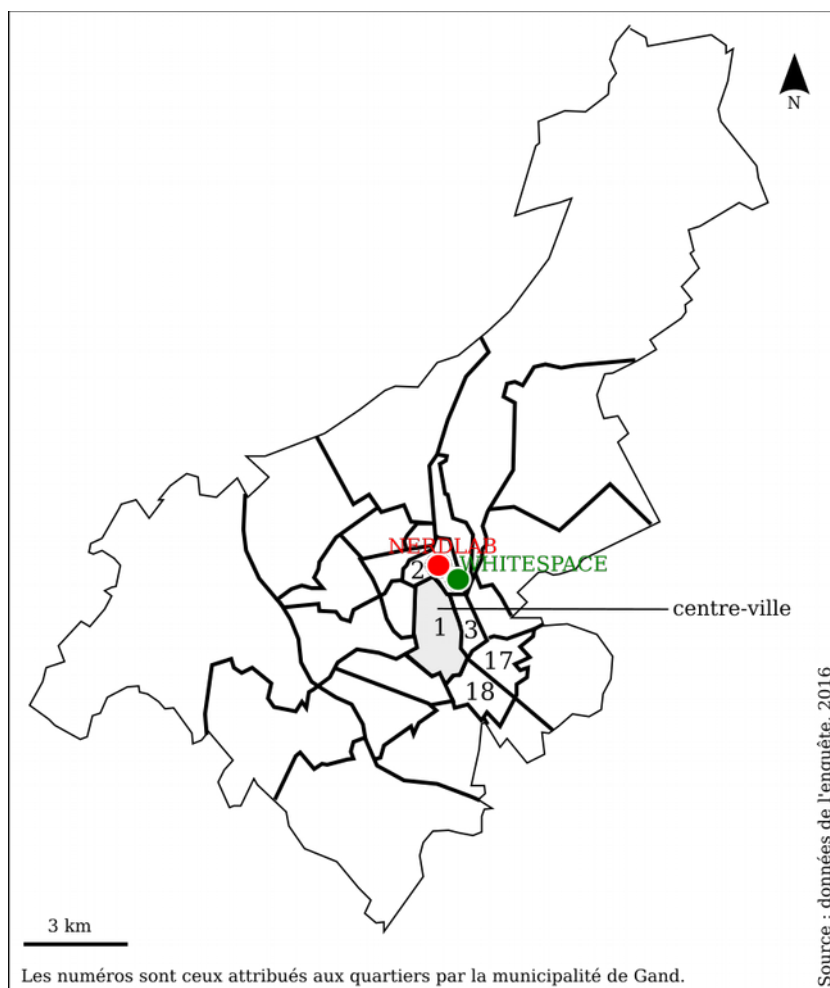 N
NERDLAB
WHITESPACE
2
centre-ville
1
3
17
18
3 km
Source : données de l'enquête, 2016
Les numéros sont ceux attribués aux quartiers par la municipalité de Gand.